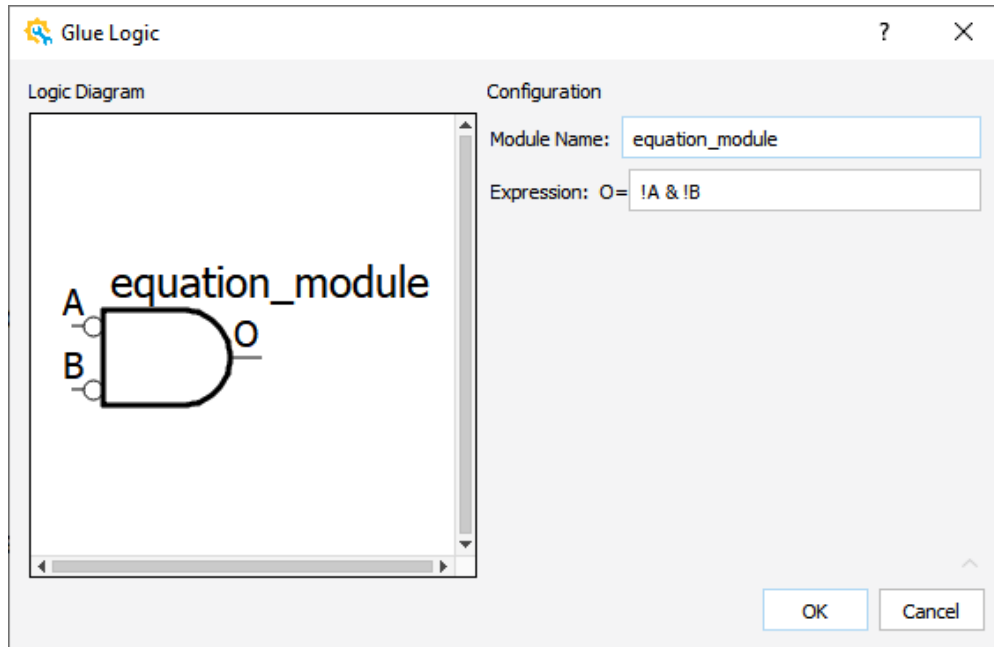 Glue Logic ?
Logic Diagram
Configuration
Module Name: equation_module
Expression: O= !A & !B
equation_module
A
O
B
OK
Cancel